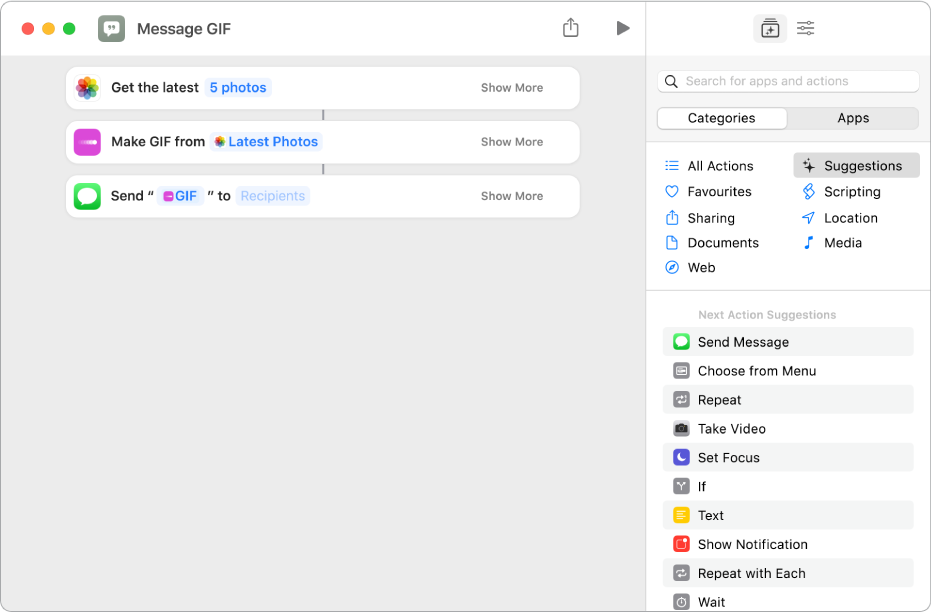 Message GIF
Get the latest 5 photos Show More
Make GIF from Latest Photos Show More
Send “ GIF ” to Recipients Show More
Search for apps and actions
Categories Apps
All Actions Suggestions
Favourites Scripting
Sharing Location
Documents Media
Web
Next Action Suggestions
Send Message
Choose from Menu
Repeat
Take Video
Set Focus
If
Text
Show Notification
Repeat with Each
Wait